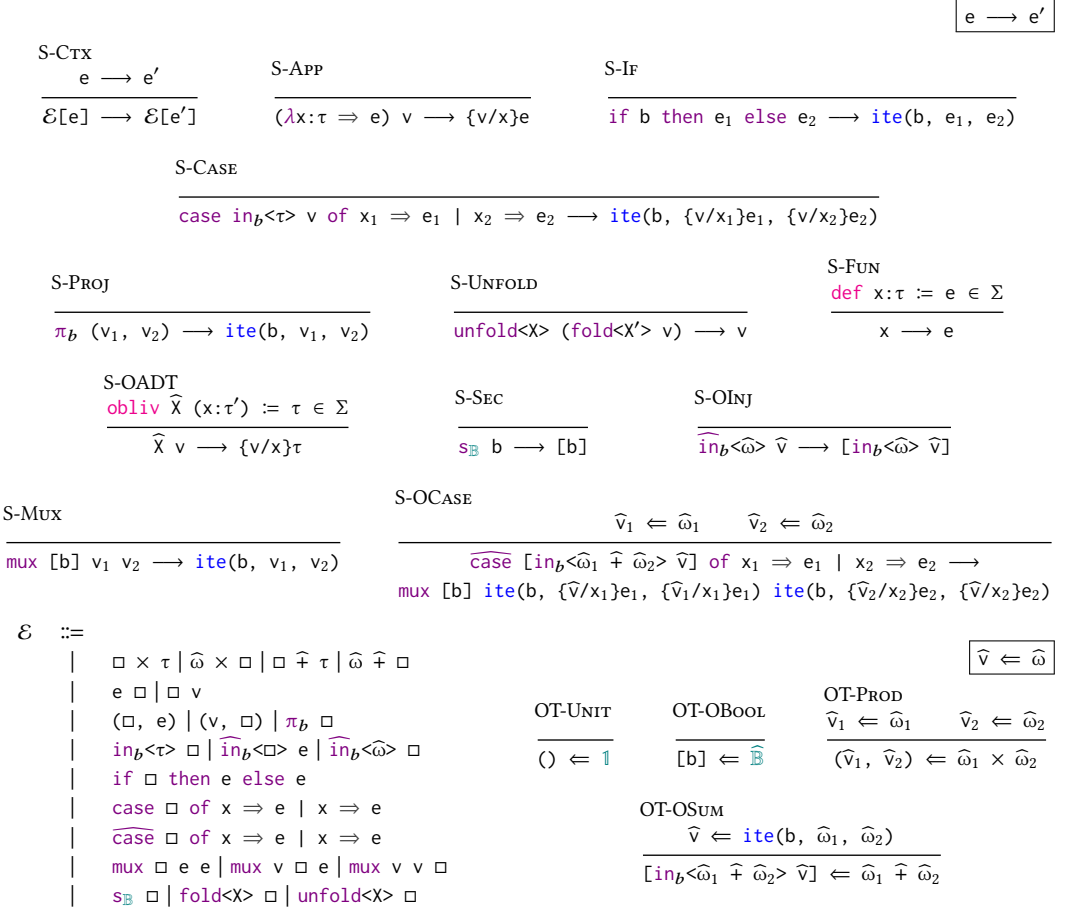 e ⟶ e′
S-Ctx
e ⟶ e′
ℰ[e] ⟶ ℰ[e′]
S-App
(λx:τ ⇒ e) v ⟶ {v/x}e
S-If
if b then e₁ else e₂ ⟶ ite(b, e₁, e₂)
S-Case
case in_b<τ> v of x₁ ⇒ e₁ | x₂ ⇒ e₂ ⟶ ite(b, {v/x₁}e₁, {v/x₂}e₂)
S-Proj
π_b (v₁, v₂) ⟶ ite(b, v₁, v₂)
S-Unfold
unfold<X> (fold<X′> v) ⟶ v
S-Fun
def x:τ ≔ e ∈ Σ
x ⟶ e
S-OADT
obliv X̂ (x:τ′) ≔ τ ∈ Σ
X̂ v ⟶ {v/x}τ
S-Sec
s_𝔹 b ⟶ [b]
S-OInj
în_b<ω̂> v̂ ⟶ [in_b<ω̂> v̂]
S-Mux
mux [b] v₁ v₂ ⟶ ite(b, v₁, v₂)
S-OCase
v̂₁ ⇐ ω̂₁ v̂₂ ⇐ ω̂₂
ĉase [in_b<ω̂₁ +̂ ω̂₂> v̂] of x₁ ⇒ e₁ | x₂ ⇒ e₂ ⟶
mux [b] ite(b, {v̂/x₁}e₁, {v̂₁/x₁}e₁) ite(b, {v̂₂/x₂}e₂, {v̂/x₂}e₂)
ℰ ::=
| □ × τ | ω̂ × □ | □ +̂ τ | ω̂ +̂ □
| e □ | □ v
| (□, e) | (v, □) | π_b □
| in_b<τ> □ | în_b<□> e | în_b<ω̂> □
| if □ then e else e
| case □ of x ⇒ e | x ⇒ e
| ĉase □ of x ⇒ e | x ⇒ e
| mux □ e e | mux v □ e | mux v v □
| s_𝔹 □ | fold<X> □ | unfold<X> □
v̂ ⇐ ω̂
OT-Unit
() ⇐ 𝟙
OT-OBool
[b] ⇐ 𝔹̂
OT-Prod
v̂₁ ⇐ ω̂₁ v̂₂ ⇐ ω̂₂
(v̂₁, v̂₂) ⇐ ω̂₁ × ω̂₂
OT-OSum
v̂ ⇐ ite(b, ω̂₁, ω̂₂)
[in_b<ω̂₁ +̂ ω̂₂> v̂] ⇐ ω̂₁ +̂ ω̂₂